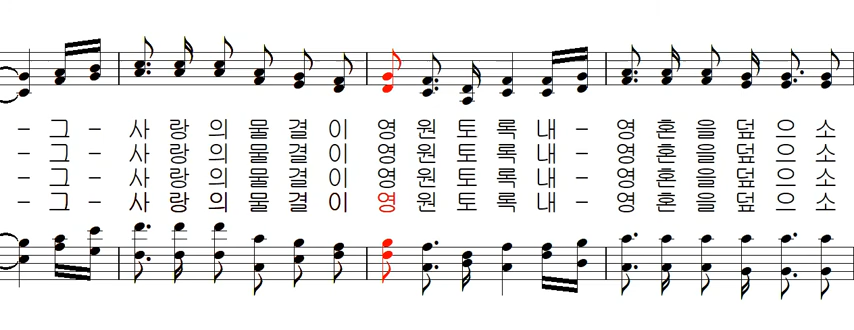 - 그 - 사 랑 의 물 결 이 영 원 토 록 내 - 영 혼 을 덮 으 소
- 그 - 사 랑 의 물 결 이 영 원 토 록 내 - 영 혼 을 덮 으 소
- 그 - 사 랑 의 물 결 이 영 원 토 록 내 - 영 혼 을 덮 으 소
- 그 - 사 랑 의 물 결 이 영 원 토 록 내 - 영 혼 을 덮 으 소